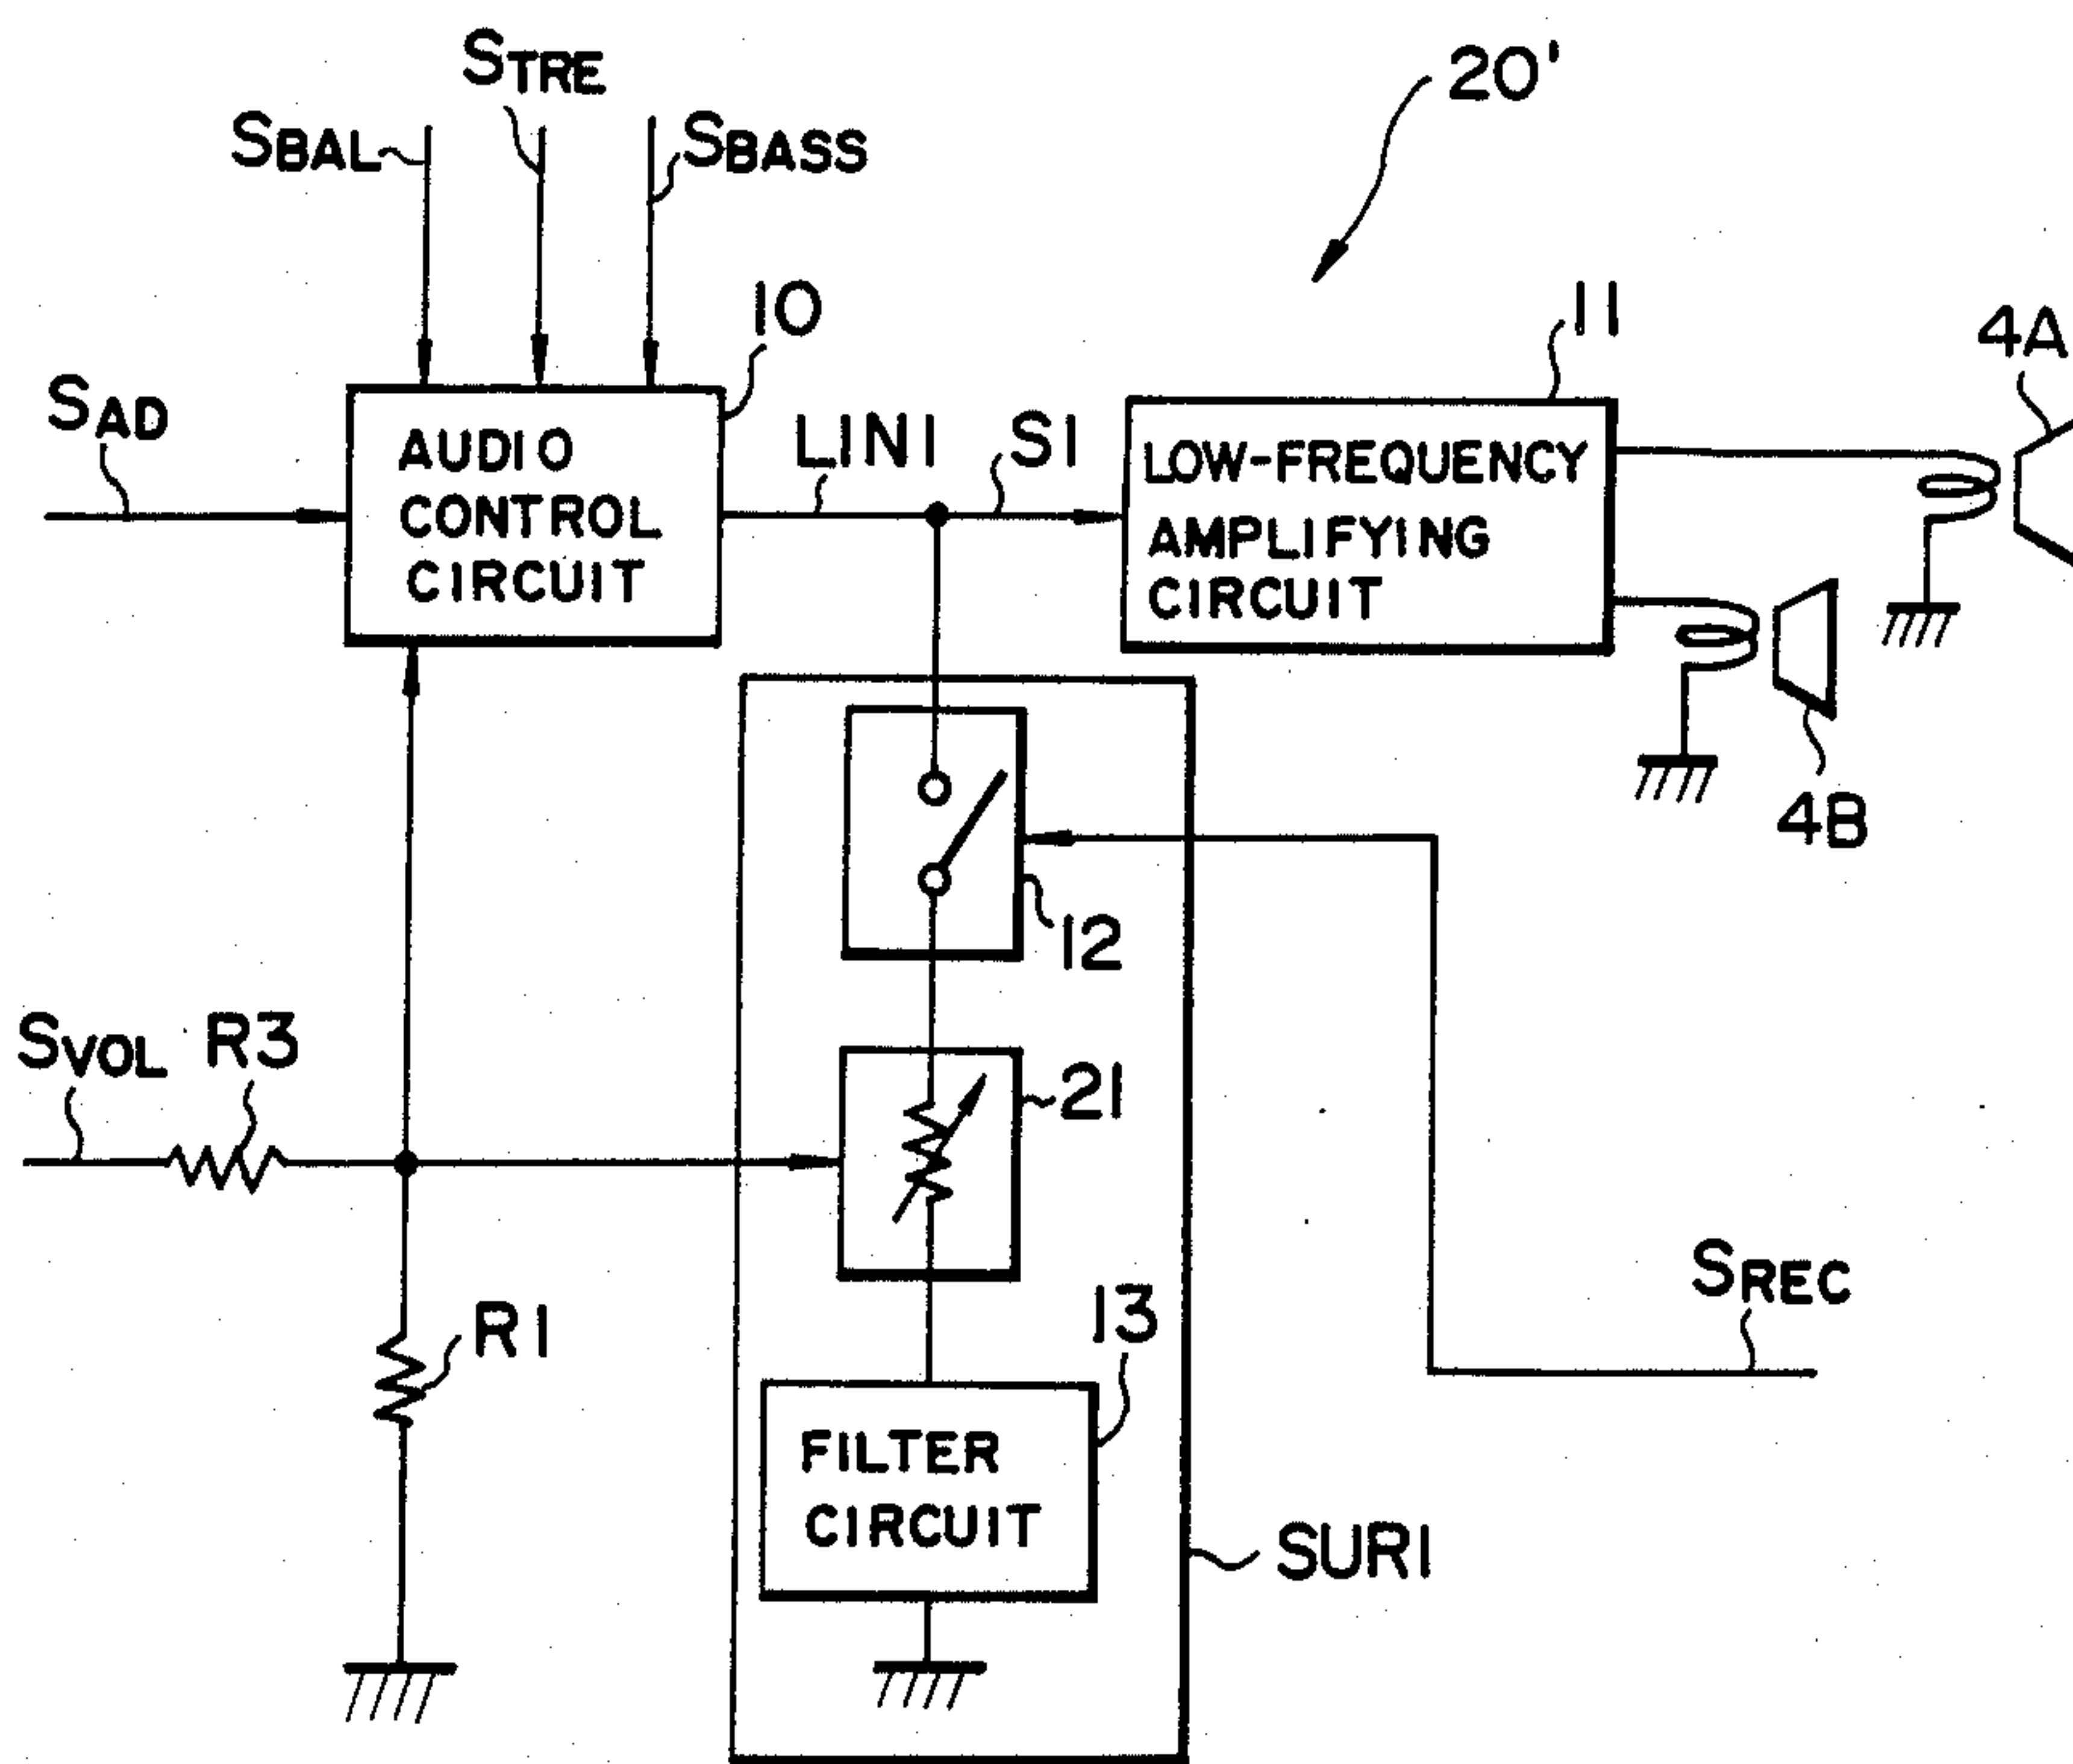 STRE
20'
SBAL
SBASS
10
11
4A
SAD
AUDIO
CONTROL
CIRCUIT
LIN1
S1
LOW-FREQUENCY
AMPLIFYING
CIRCUIT
4B
12
SVOL
R3
21
SREC
R1
13
FILTER
CIRCUIT
SUR1